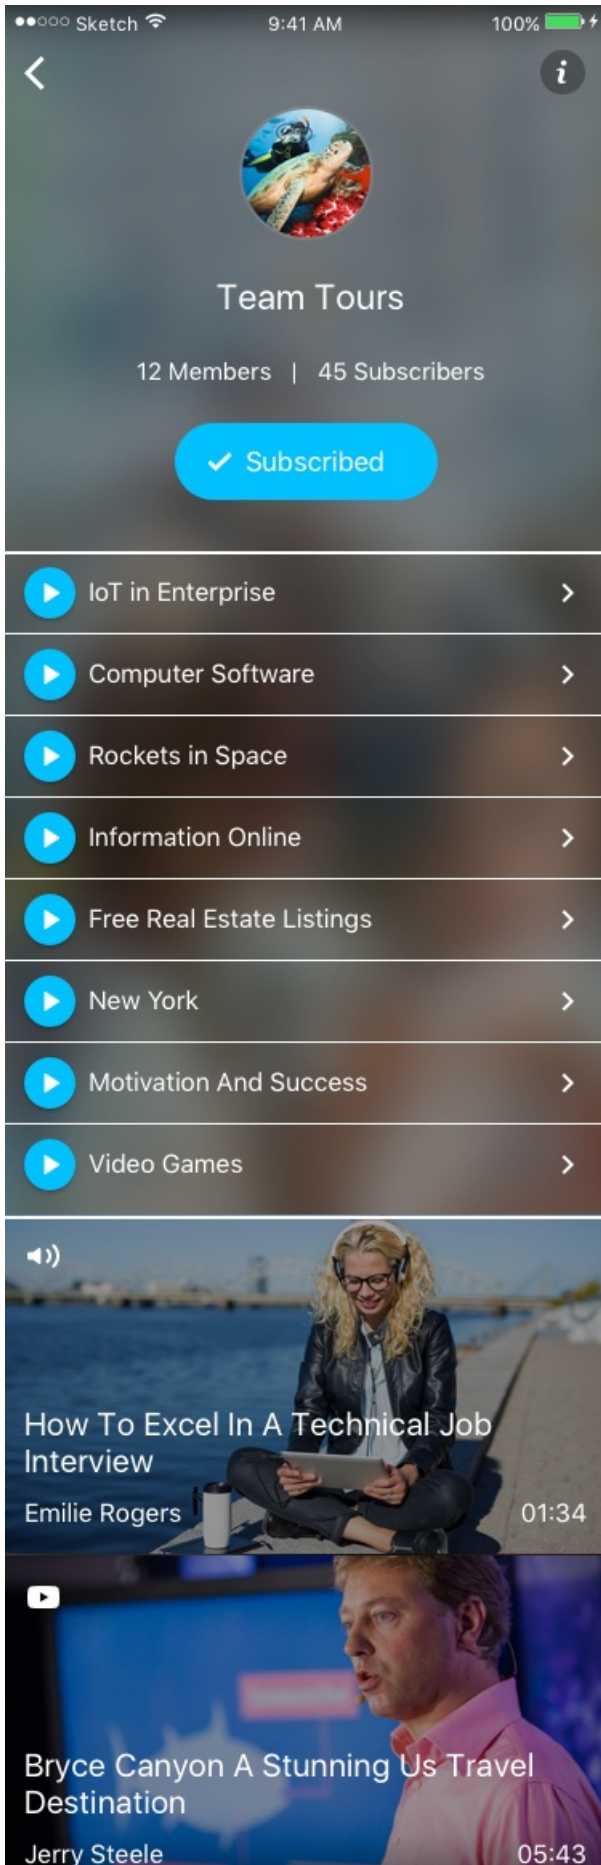 Sketch 9:41 AM 100%
i
Team Tours
12 Members | 45 Subscribers
Subscribed
IoT in Enterprise
Computer Software
Rockets in Space
Information Online
Free Real Estate Listings
New York
Motivation And Success
Video Games
How To Excel In A Technical Job
Interview
Emilie Rogers 01:34
Bryce Canyon A Stunning Us Travel
Destination
Jerry Steele 05:43